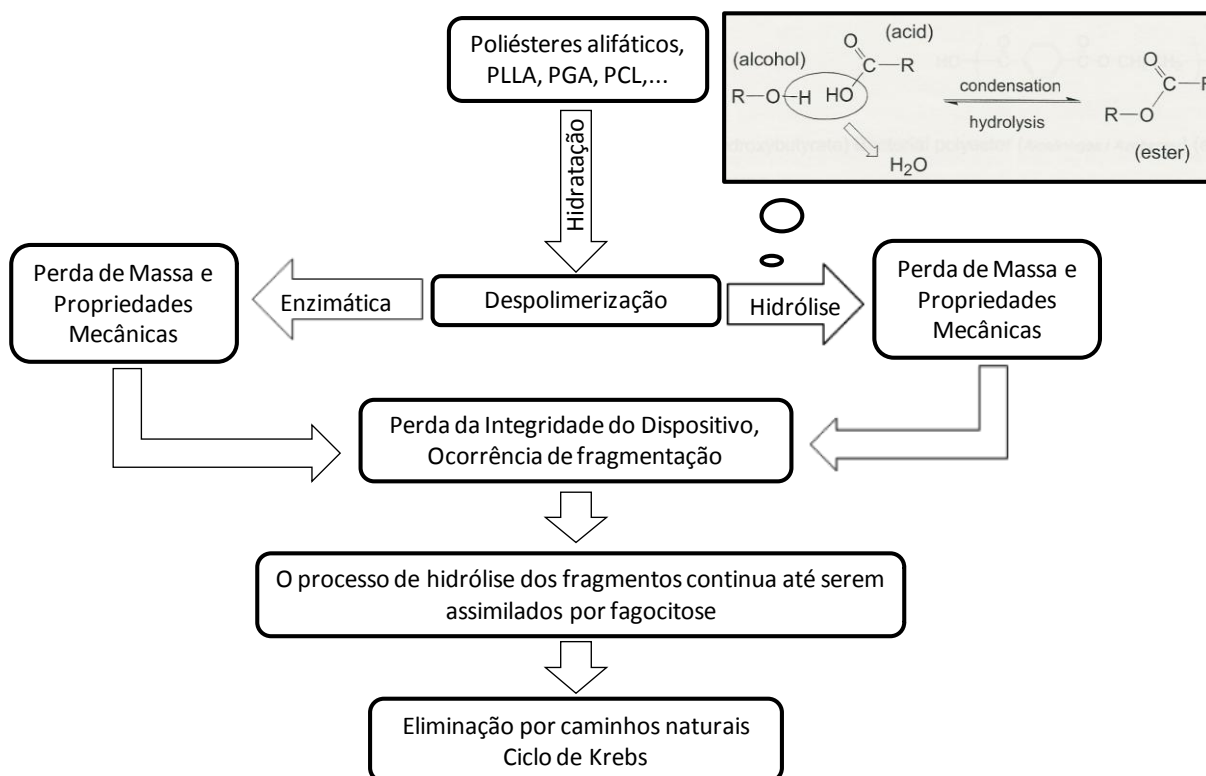 Poliésteres alifáticos,
PLLA, PGA, PCL,...
(acid)
(alcohol)
O
C—R
R—O—H HO
condensation
hydrolysis
H₂O
O
C—R
R—O
(ester)
Hidratação
Perda de Massa e
Propriedades
Mecânicas
Enzimática
Despolimerização
Hidrólise
Perda de Massa e
Propriedades
Mecânicas
Perda da Integridade do Dispositivo,
Ocorrência de fragmentação
O processo de hidrólise dos fragmentos continua até serem
assimilados por fagocitose
Eliminação por caminhos naturais
Ciclo de Krebs